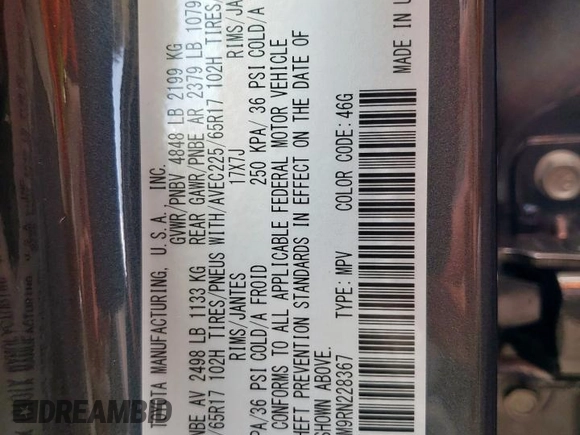 MAZDA TOYOTA MANUFACTURING, U.S.A., INC.
GVWR/PNBV 4848 LB 2199 KG
NBE AV 2498 LB 1133 KG REAR GAWR/PNBE AR 2379 LB 1079
/65R17 102H TIRES/PNEUS WITH/AVEC225/65R17 102H TIRES/
RIMS/JANTES 17X7J RIMS/JA
PA/36 PSI COLD/A FROID 250 KPA/36 PSI COLD/A
CONFORMS TO ALL APPLICABLE FEDERAL MOTOR VEHICLE
HEFT PREVENTION STANDARDS IN EFFECT ON THE DATE OF
SHOWN ABOVE.
M9RN228367 TYPE: MPV COLOR CODE: 46G
MADE IN U
DREAMBID